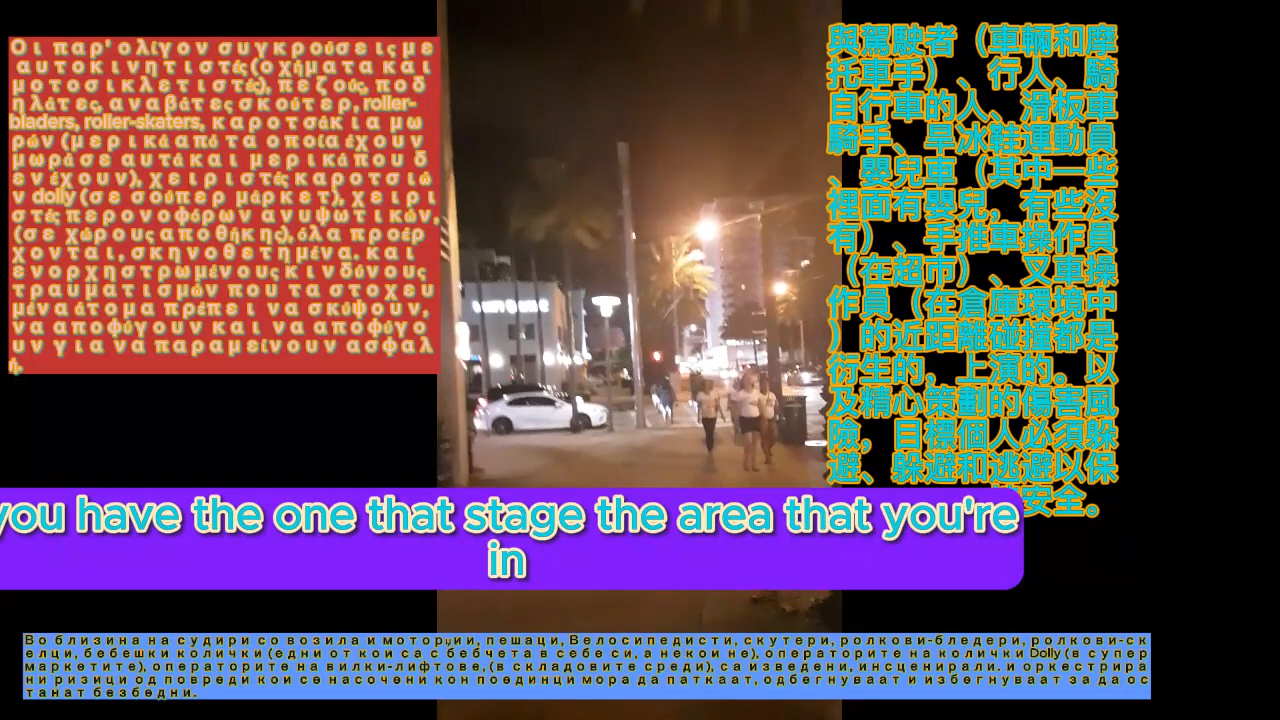 Οι παρ' ολίγον συγκρούσεις με
αυτοκινητιστές (οχήματα και
μοτοσικλετιστές), πεζούς, ποδ
ηλάτες, αναβάτες σκούτερ, roller-
bladers, roller-skaters, καροτσάκια μω
ρών (μερικά από τα οποία έχουν
μωρά σε αυτά και μερικά που δ
εν έχουν), χειριστές καροτσιώ
ν dolly (σε σούπερ μάρκετ), χειρι
στές περονοφόρων ανυψωτικών,
(σε χώρους αποθήκης), όλα προέρ
χονται, σκηνοθετημένα. και
ενορχηστρωμένους κινδύνους
τραυματισμών που τα στοχευ
μένα άτομα πρέπει να σκύψουν,
να αποφύγουν και να αποφύγο
υν για να παραμείνουν ασφαλ
ή.
與駕駛者（車輛和摩
托車手）、行人、騎
自行車的人、滑板車
騎手、旱冰鞋運動員
、嬰兒車（其中一些
裡面有嬰兒，有些沒
有）、手推車操作員
（在超市）、叉車操
作員（在倉庫環境中
）的近距離碰撞都是
衍生的，上演的。以
及精心策劃的傷害風
險，目標個人必須躲
避、躲避和逃避以保
安全。
you have the one that stage the area that you're
in
Во близина на судири со возила и моторџии, пешаци, Велосипедисти, скутери, ролкови-бледери, ролкови-ск
елци, бебешки колички (едни от кои са с бебчета в себе си, а некои не), операторите на колички Dolly (в супер
маркетите), операторите на вилки-лифтове, (в складовите среди), са изведени, инсценирали. и оркестрира
ни ризици од повреди кои се насочени кон поединци мора да паткаат, одбегнуваат и избегнуваат за да ос
танат безбедни.